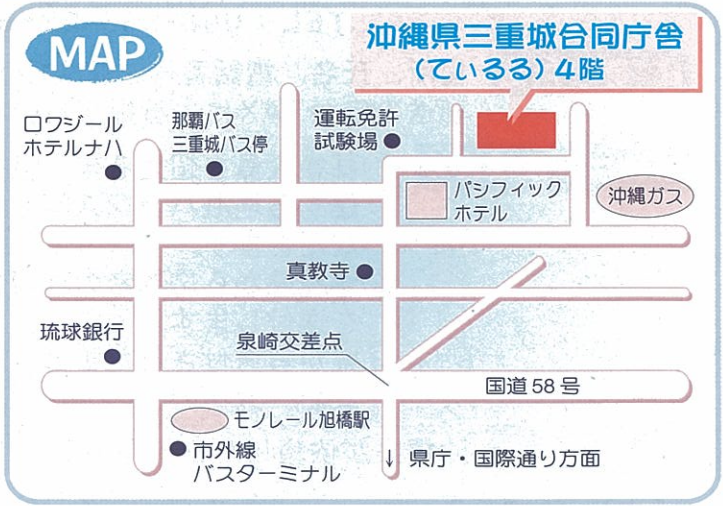 MAP
沖縄県三重城合同庁舎
(てぃるる)4階
ロワジール
ホテルナハ
那覇バス
三重城バス停
運転免許
試験場
パシフィック
ホテル
沖縄ガス
真教寺
琉球銀行
泉崎交差点
国道58号
モノレール旭橋駅
市外線
バスターミナル
↓ 県庁・国際通り方面